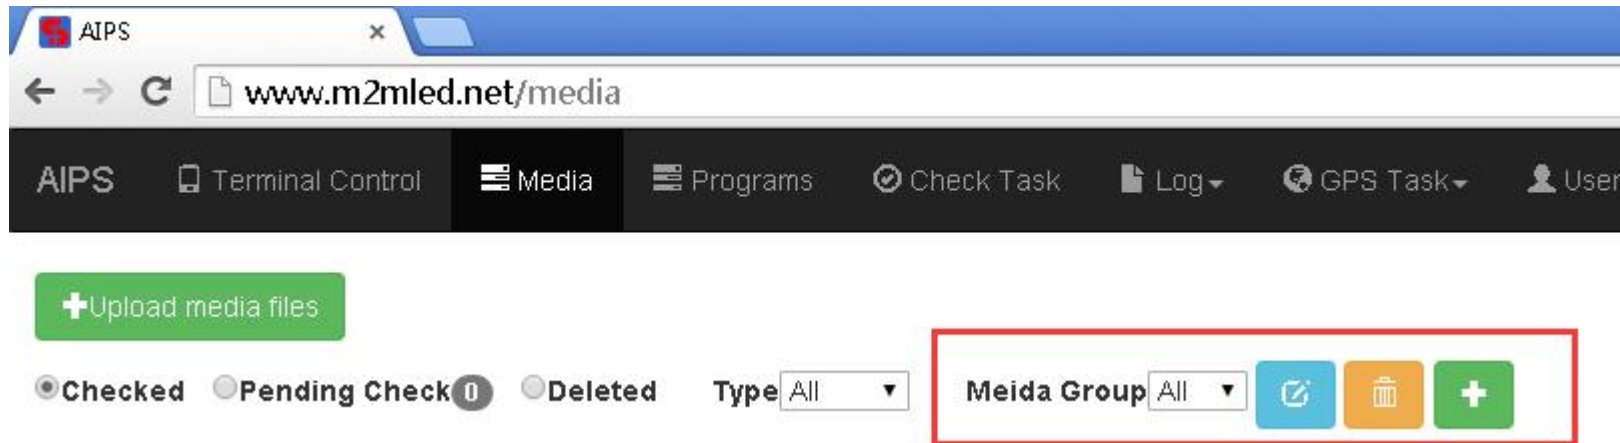 AIPS
www.m2mled.net/media
AIPS Terminal Control Media Programs Check Task Log GPS Task User
Upload media files
Checked Pending Check 0 Deleted Type All Meida Group All